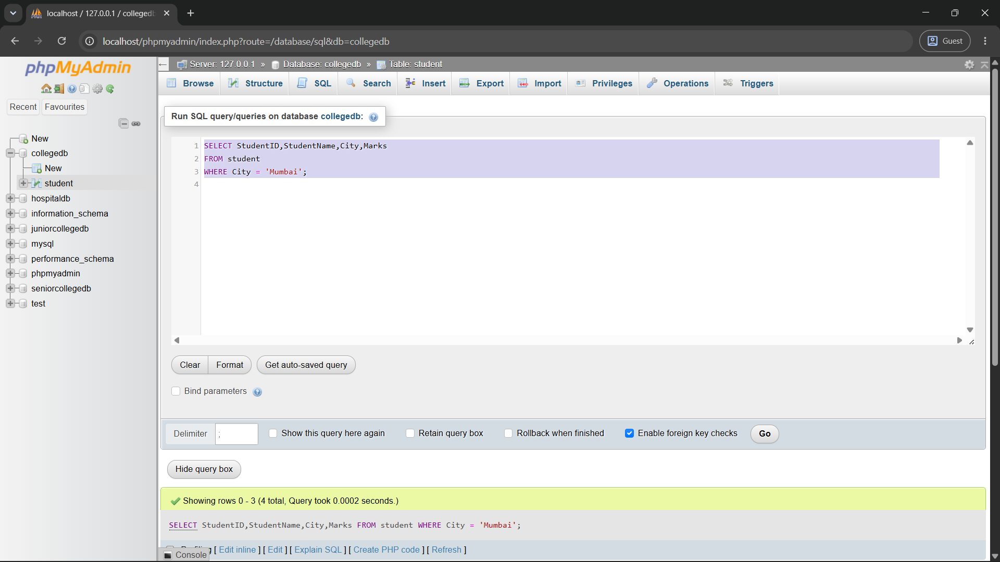 localhost / 127.0.0.1 / collegedb
localhost/phpmyadmin/index.php?route=/database/sql&db=collegedb
Guest
phpMyAdmin
Recent
Favourites
New
collegedb
New
student
hospitaldb
information_schema
juniorcollegedb
mysql
performance_schema
phpmyadmin
seniorcollegedb
test
Server: 127.0.0.1 » Database: collegedb » Table: student
Browse Structure SQL Search Insert Export Import Privileges Operations Triggers
Run SQL query/queries on database collegedb:
1 SELECT StudentID,StudentName,City,Marks
2 FROM student
3 WHERE City = 'Mumbai';
4
Clear Format Get auto-saved query
Bind parameters
Delimiter ; Show this query here again Retain query box Rollback when finished Enable foreign key checks Go
Hide query box
Showing rows 0 - 3 (4 total, Query took 0.0002 seconds.)
SELECT StudentID,StudentName,City,Marks FROM student WHERE City = 'Mumbai';
[ Edit inline ] [ Edit ] [ Explain SQL ] [ Create PHP code ] [ Refresh ]
Console